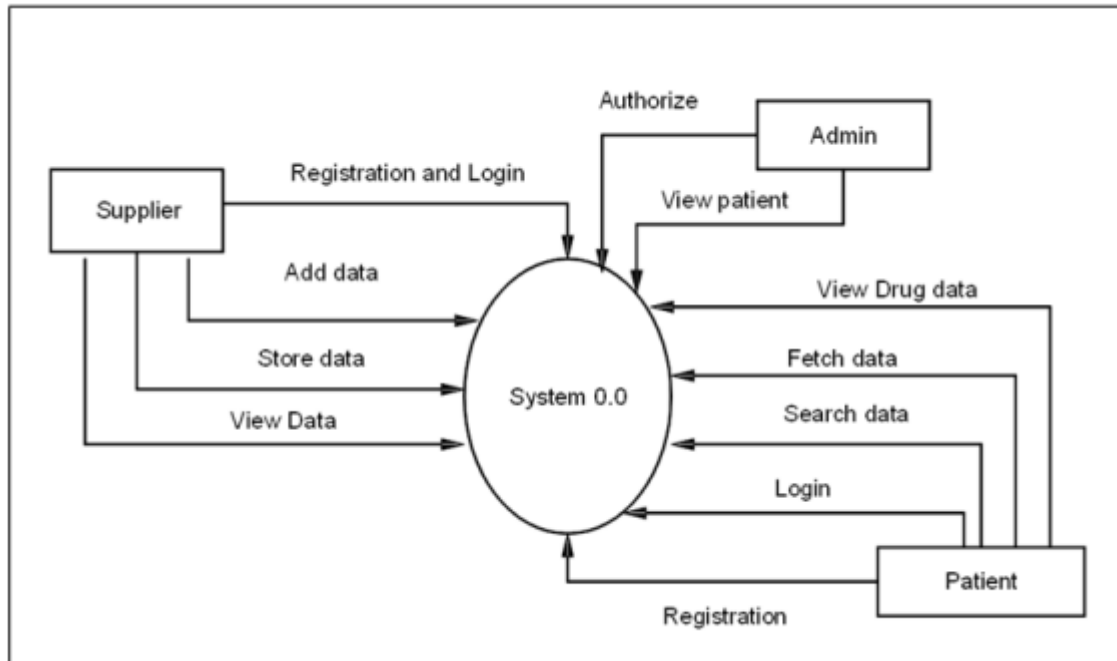 Authorize
Admin
Registration and Login
View patient
Supplier
Add data
View Drug data
Store data
Fetch data
System 0.0
View Data
Search data
Login
Patient
Registration